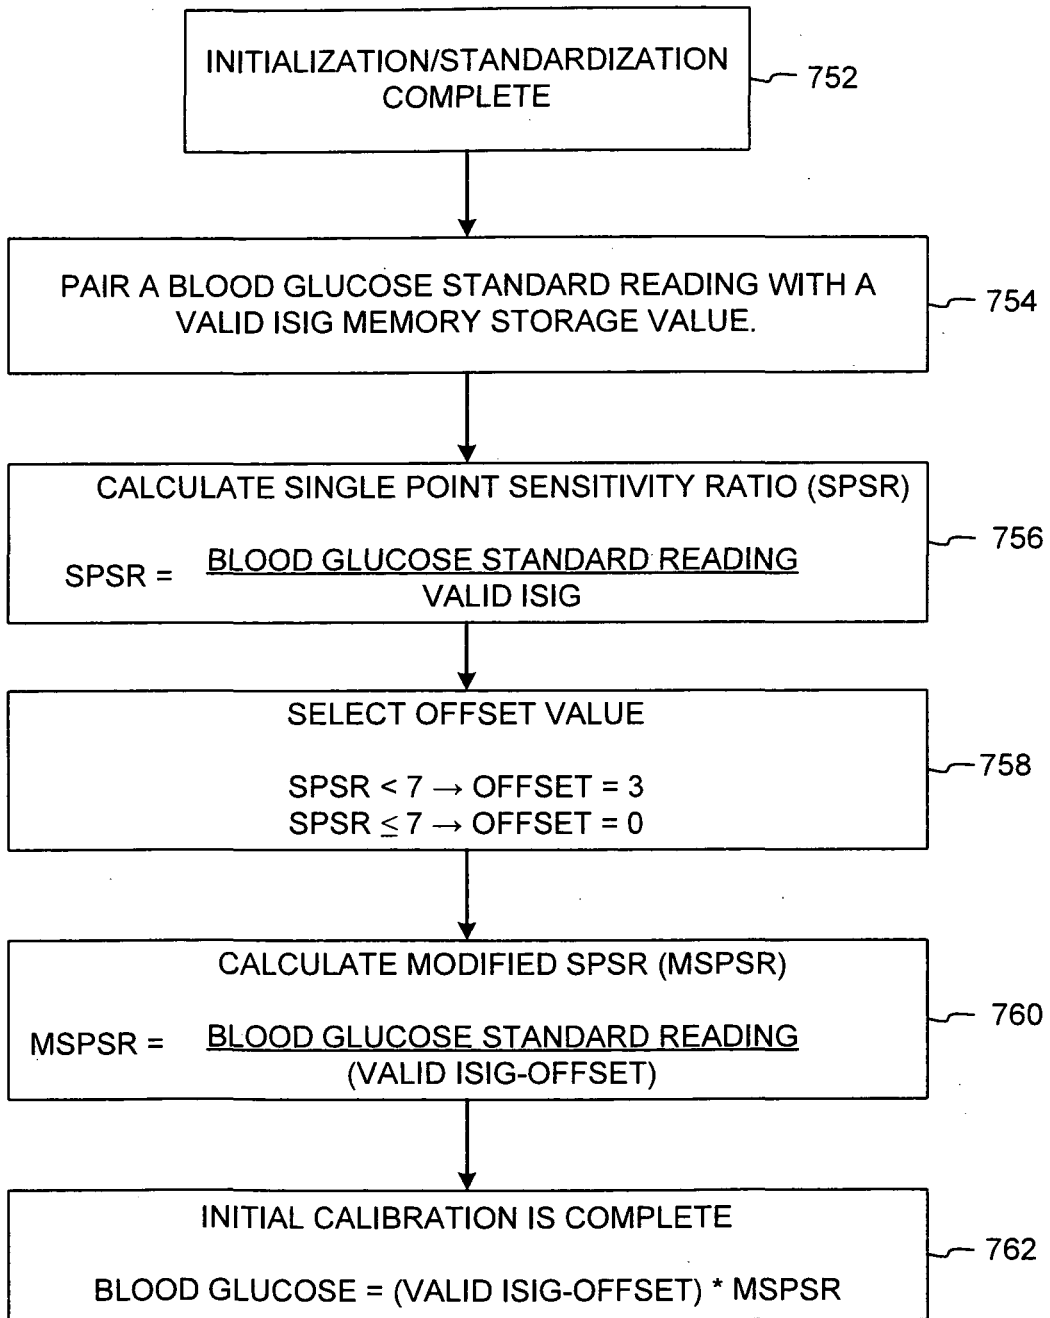 INITIALIZATION/STANDARDIZATION
COMPLETE
752
PAIR A BLOOD GLUCOSE STANDARD READING WITH A
VALID ISIG MEMORY STORAGE VALUE.
754
CALCULATE SINGLE POINT SENSITIVITY RATIO (SPSR)
SPSR = BLOOD GLUCOSE STANDARD READING
VALID ISIG
756
SELECT OFFSET VALUE
SPSR < 7 → OFFSET = 3
SPSR ≤ 7 → OFFSET = 0
758
CALCULATE MODIFIED SPSR (MSPSR)
MSPSR = BLOOD GLUCOSE STANDARD READING
(VALID ISIG-OFFSET)
760
INITIAL CALIBRATION IS COMPLETE
BLOOD GLUCOSE = (VALID ISIG-OFFSET) * MSPSR
762